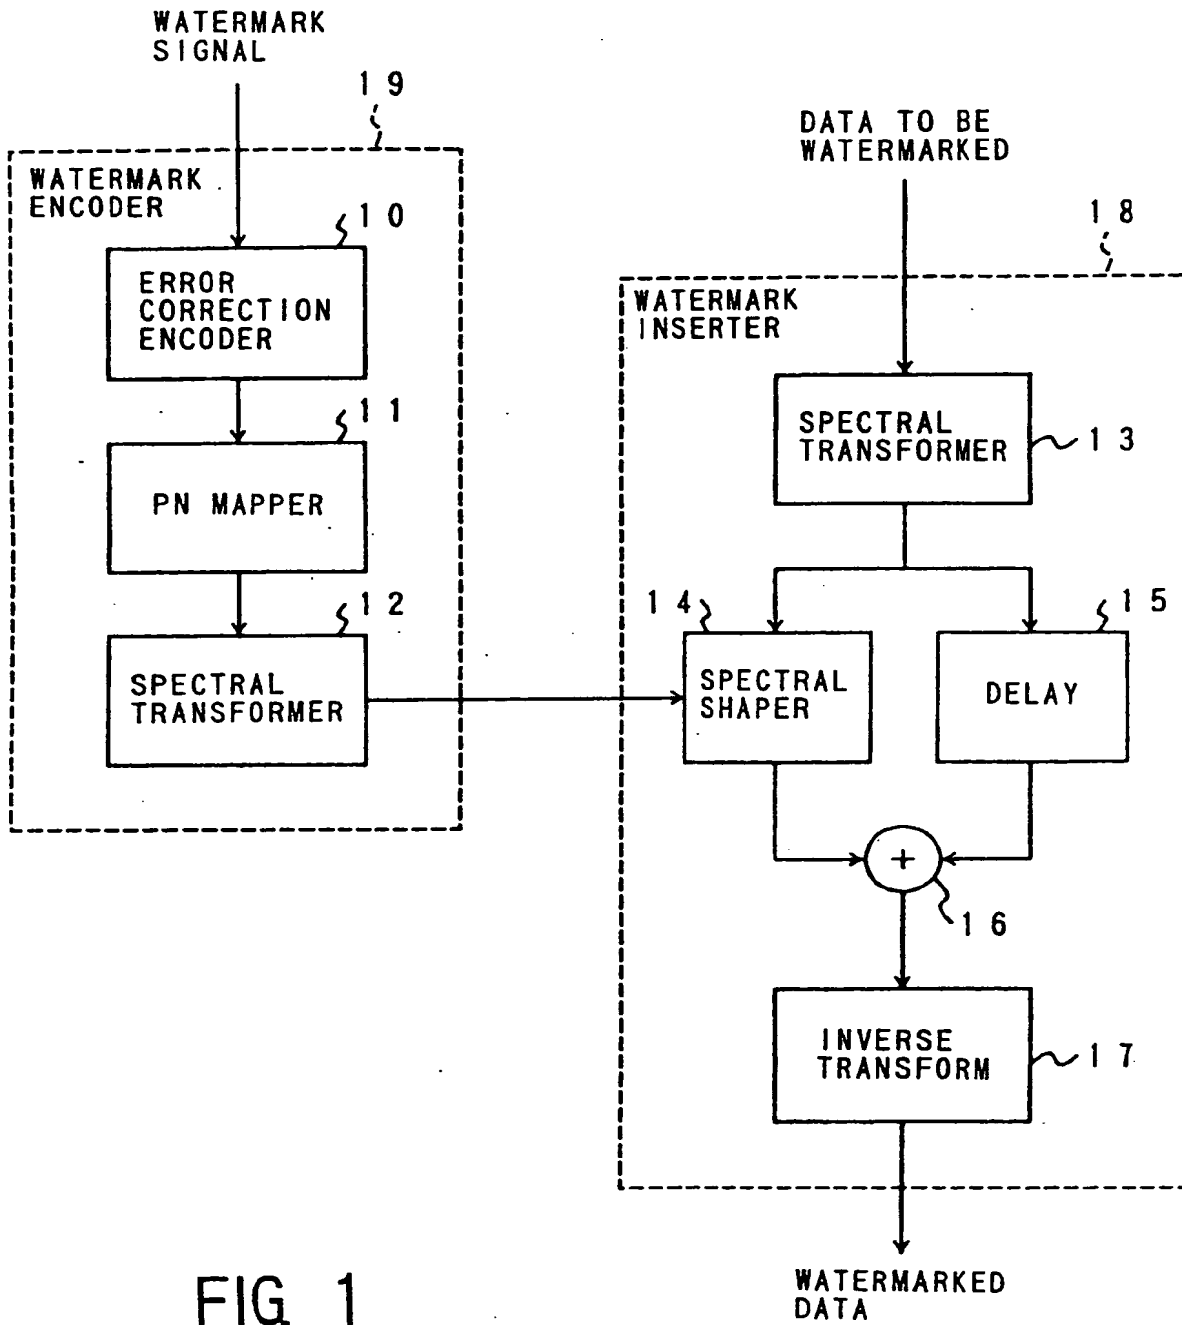 WATERMARK
SIGNAL
19
WATERMARK
ENCODER
10
ERROR
CORRECTION
ENCODER
11
PN MAPPER
12
SPECTRAL
TRANSFORMER
DATA TO BE
WATERMARKED
18
WATERMARK
INSERTER
SPECTRAL
TRANSFORMER
13
14
SPECTRAL
SHAPER
15
DELAY
+
16
INVERSE
TRANSFORM
17
WATERMARKED
DATA
FIG. 1